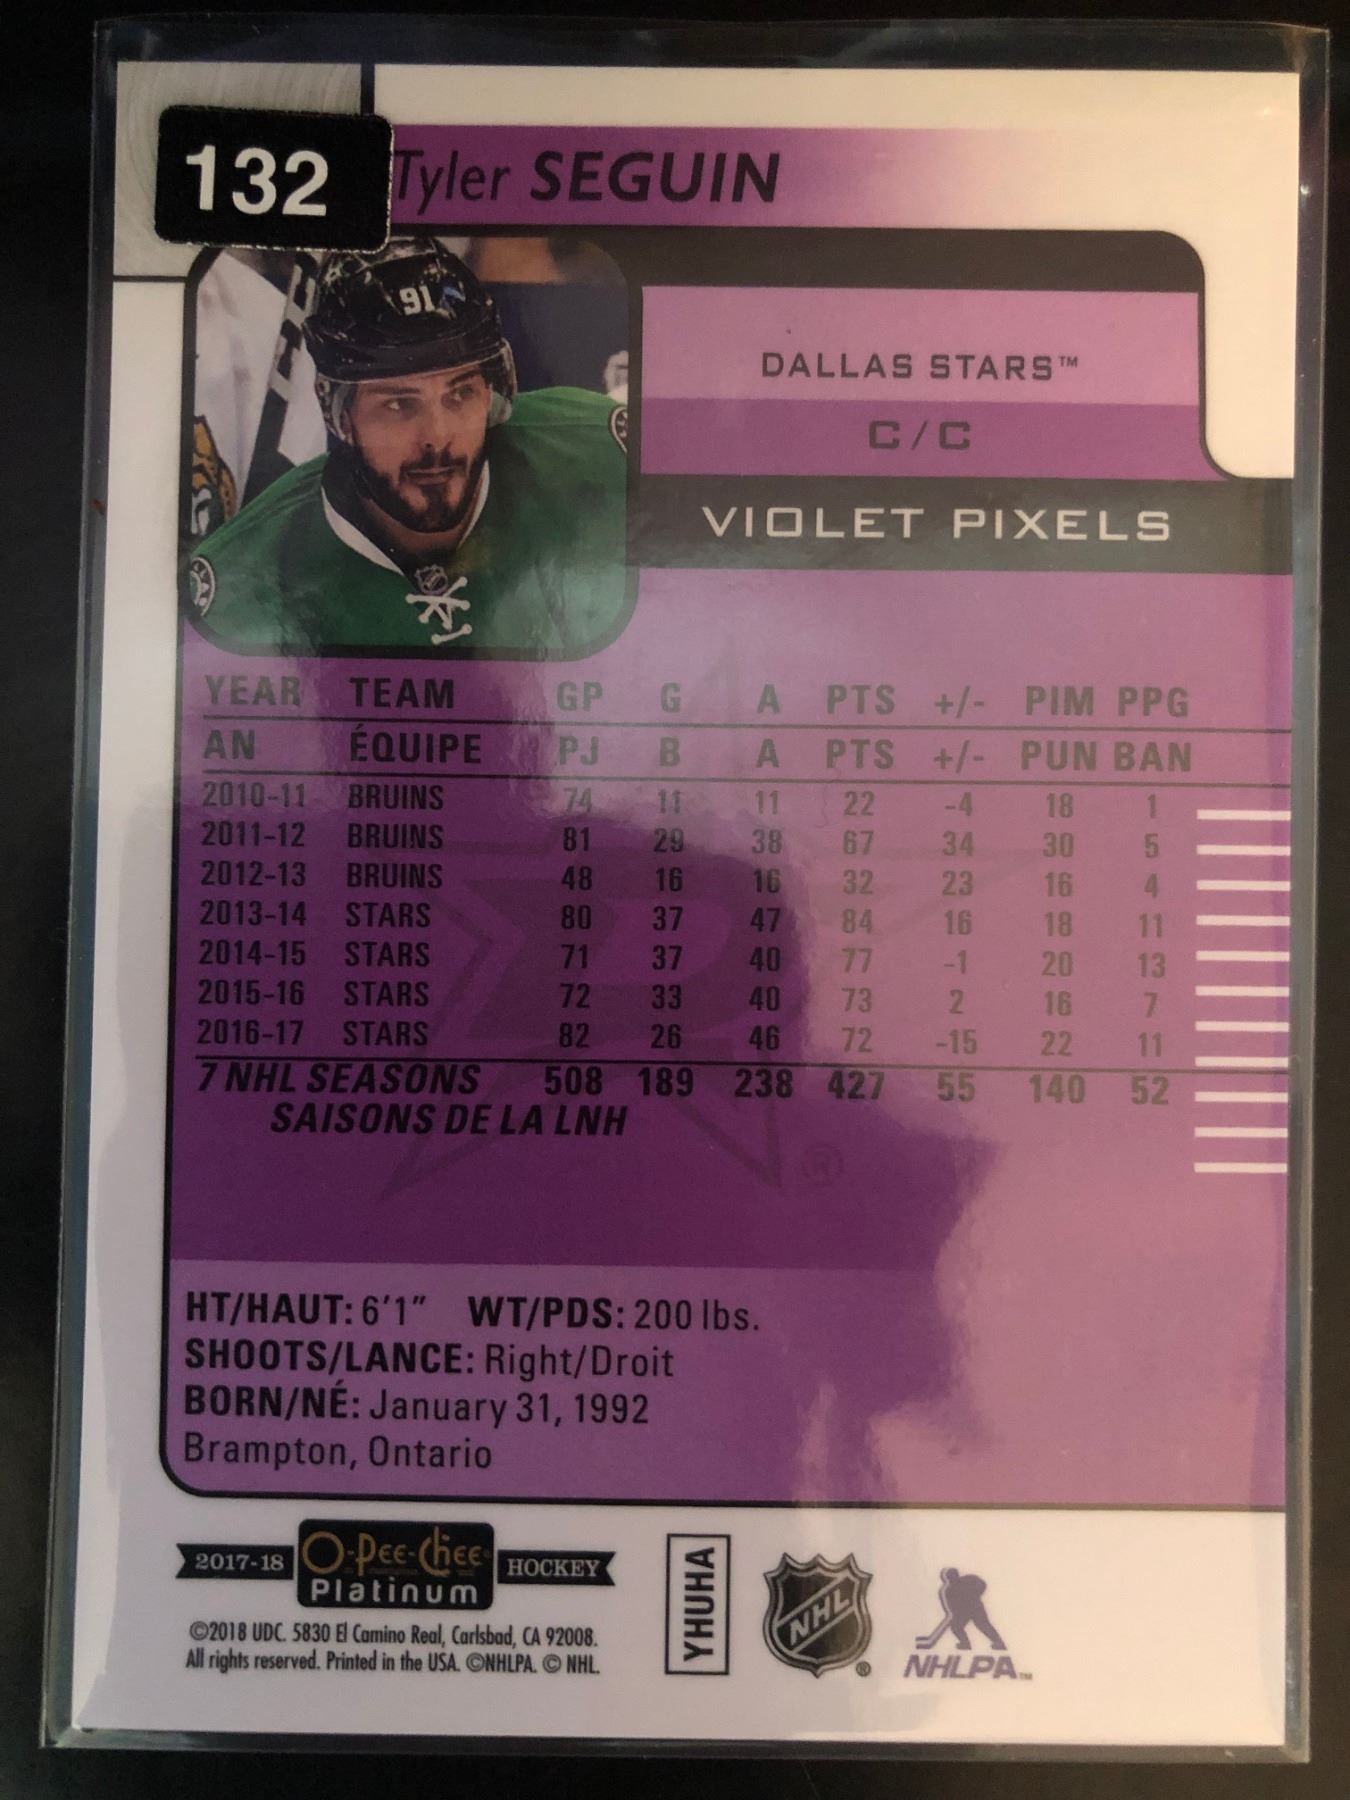 132
Tyler SEGUIN
91
DALLAS STARS™
C/C
VIOLET PIXELS
YEAR TEAM GP G A PTS +/- PIM PPG
AN ÉQUIPE PJ B A PTS +/- PUN BAN
2010-11 BRUINS 74 11 11 22 -4 18 1
2011-12 BRUINS 81 29 38 67 34 30 5
2012-13 BRUINS 48 16 16 32 23 16 4
2013-14 STARS 80 37 47 84 16 18 11
2014-15 STARS 71 37 40 77 -1 20 13
2015-16 STARS 72 33 40 73 2 16 7
2016-17 STARS 82 26 46 72 -15 22 11
7 NHL SEASONS 508 189 238 427 55 140 52
SAISONS DE LA LNH
®
HT/HAUT: 6'1" WT/PDS: 200 lbs.
SHOOTS/LANCE: Right/Droit
BORN/NÉ: January 31, 1992
Brampton, Ontario
2017-18 O-Pee-Chee Platinum HOCKEY
©2018 UDC. 5830 El Camino Real, Carlsbad, CA 92008.
All rights reserved. Printed in the USA. ©NHLPA. © NHL.
YHUHA
NHL®
NHLPA™